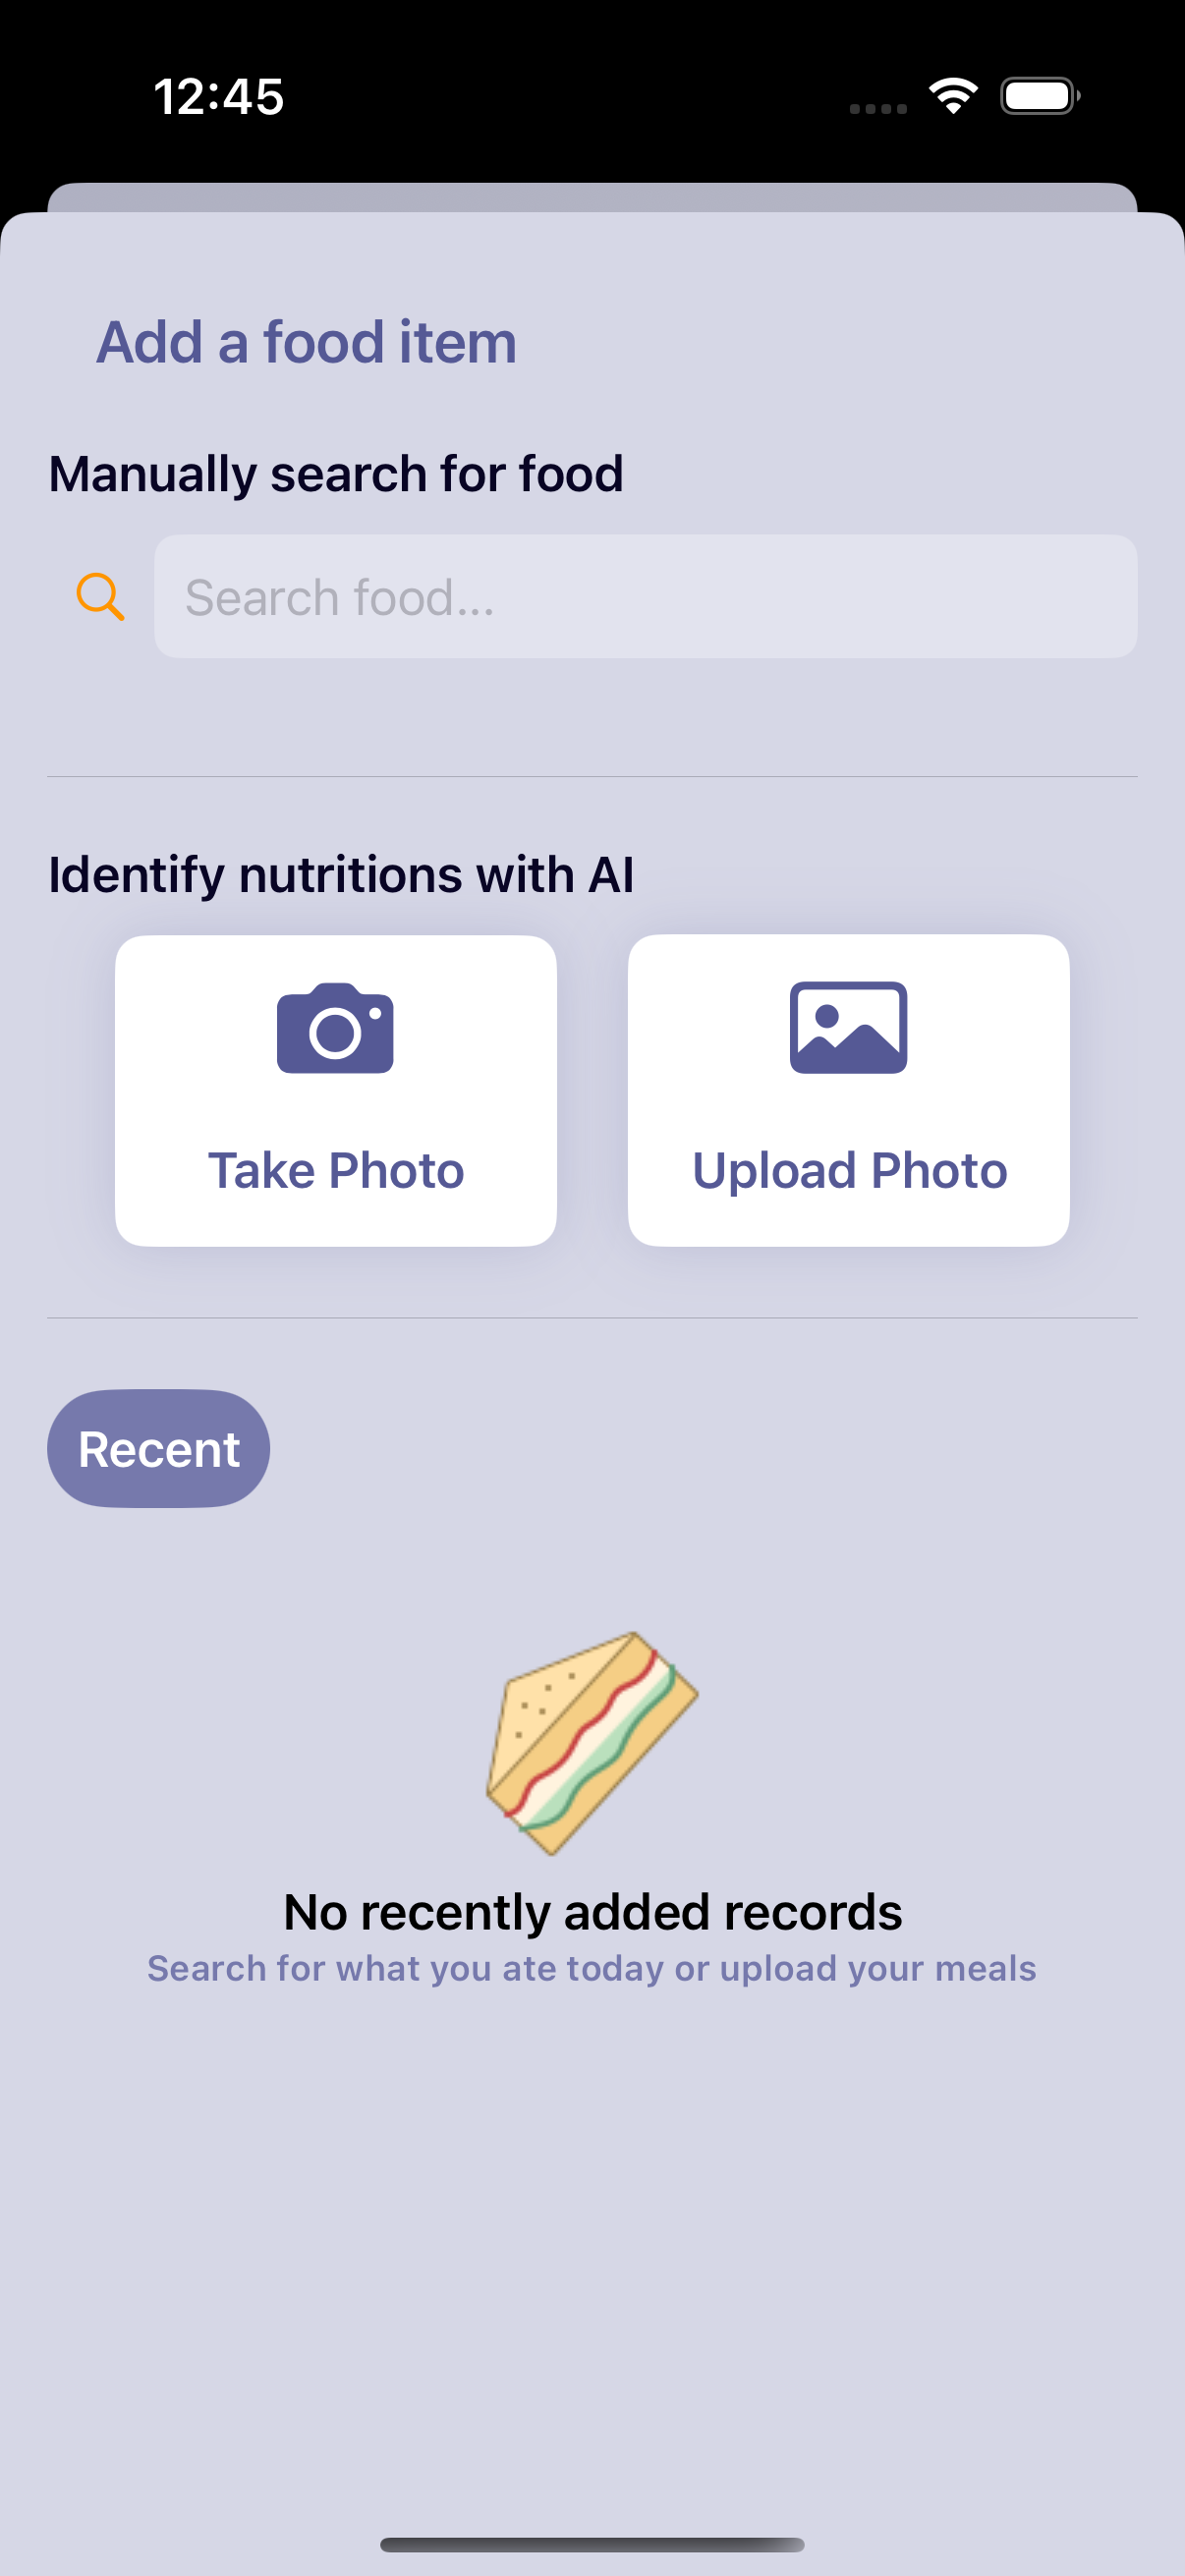 12:45
Add a food item
Manually search for food
Search food...
Identify nutritions with AI
Take Photo
Upload Photo
Recent
No recently added records
Search for what you ate today or upload your meals